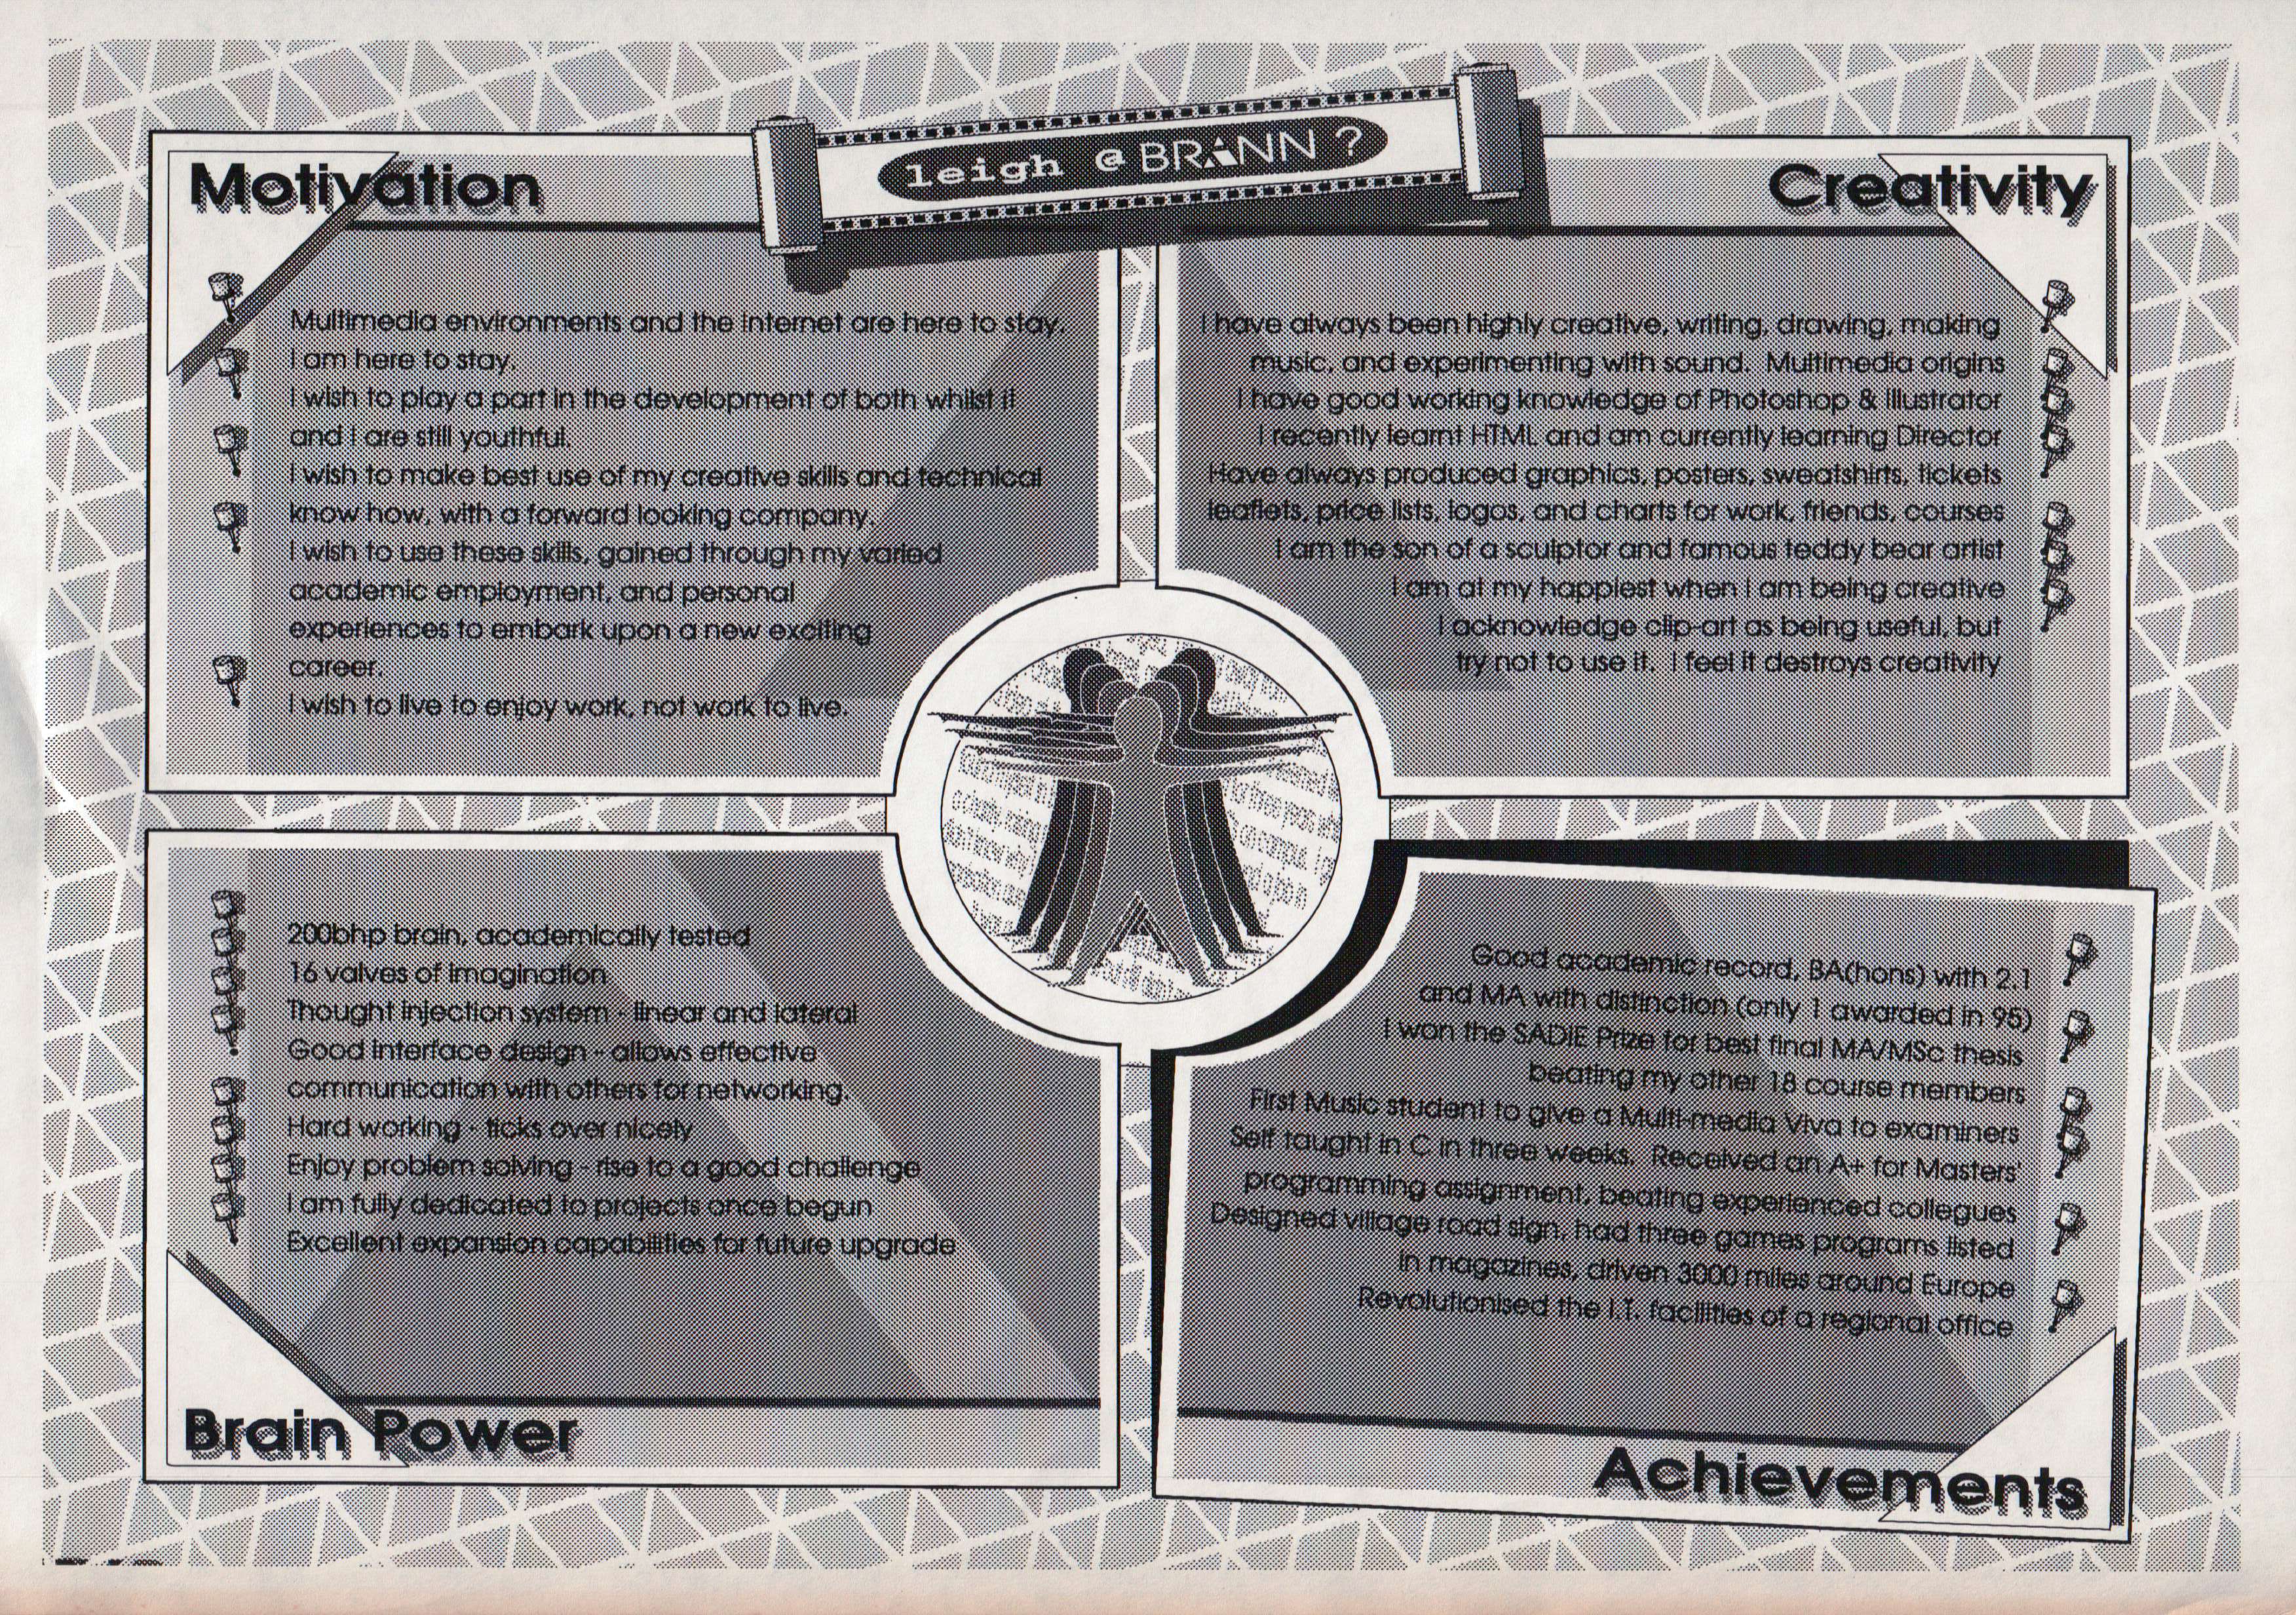 leigh @ BRANN ?
Motivation
Multimedia environments and the internet are here to stay.
I am here to stay.
I wish to play a part in the development of both whilst it
and I are still youthful.
I wish to make best use of my creative skills and technical
know how, with a forward looking company.
I wish to use these skills, gained through my varied
academic employment, and personal
experiences to embark upon a new exciting
career.
I wish to live to enjoy work, not work to live.
Creativity
I have always been highly creative, writing, drawing, making
music, and experimenting with sound. Multimedia origins
I have good working knowledge of Photoshop & Illustrator
I recently learnt HTML and am currently learning Director
Have always produced graphics, posters, sweatshirts, tickets
leaflets, price lists, logos, and charts for work, friends, courses
I am the son of a sculptor and famous teddy bear artist
I am at my happiest when I am being creative
I acknowledge clip-art as being useful, but
try not to use it. I feel it destroys creativity
200bhp brain, academically tested
16 valves of imagination
Thought injection system - linear and lateral
Good interface design - allows effective
communication with others for networking.
Hard working - ticks over nicely
Enjoy problem solving - rise to a good challenge
I am fully dedicated to projects once begun
Excellent expansion capabilities for future upgrade
Brain Power
Good academic record, BA(hons) with 2.1
and MA with distinction (only 1 awarded in 95)
I won the SADIE Prize for best final MA/MSc thesis
beating my other 18 course members
First Music student to give a Multi-media Viva to examiners
Self taught in C in three weeks. Received an A+ for Masters'
programming assignment, beating experienced collegues
Designed village road sign, had three games programs listed
in magazines, driven 3000 miles around Europe
Revolutionised the I.T. facilities of a regional office
Achievements